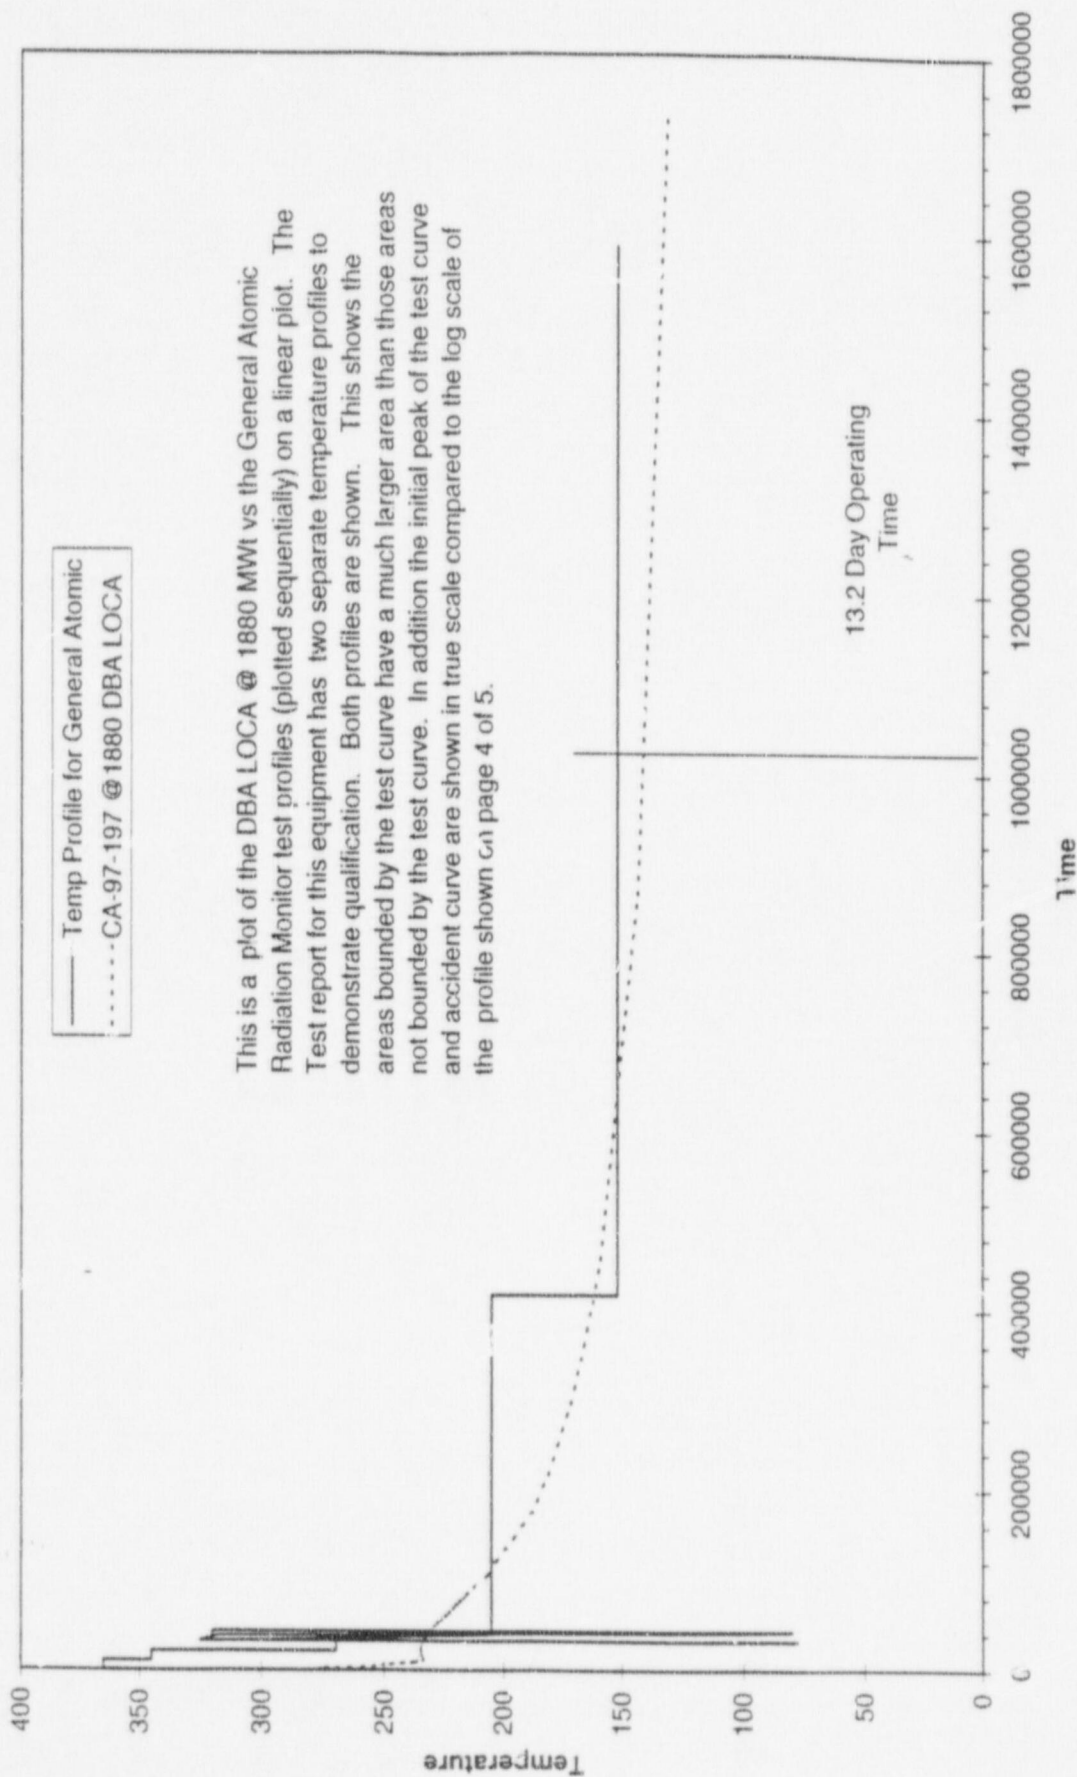 Temp Profile for General Atomic
CA-97-197 @1880 DBA LOCA
This is a plot of the DBA LOCA @ 1880 MWt vs the General Atomic
Radiation Monitor test profiles (plotted sequentially) on a linear plot. The
Test report for this equipment has two separate temperature profiles to
demonstrate qualification. Both profiles are shown. This shows the
areas bounded by the test curve have a much larger area than those areas
not bounded by the test curve. In addition the initial peak of the test curve
and accident curve are shown in true scale compared to the log scale of
the profile shown on page 4 of 5.
13.2 Day Operating
Time
Temperature
400
350
300
250
200
150
100
50
0
0
200000
400000
600000
800000
1000000
1200000
1400000
1600000
1800000
Time